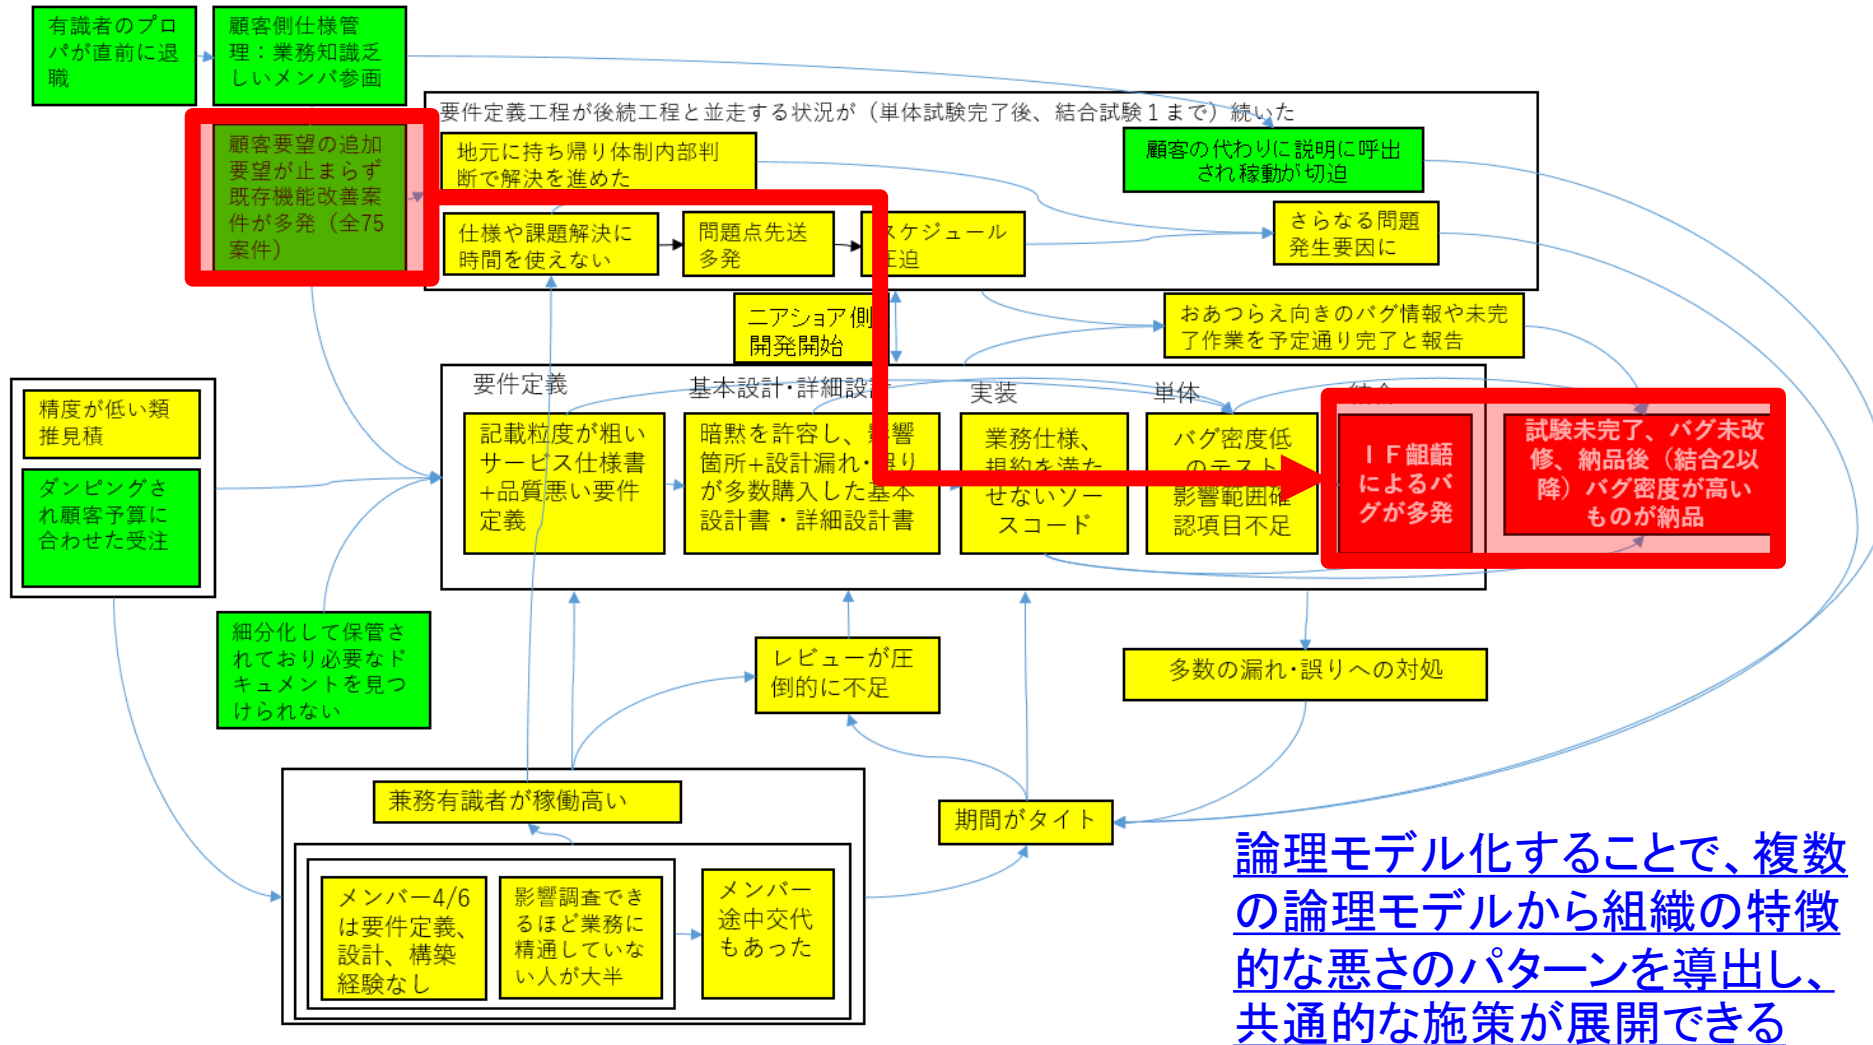 有識者のプロ
パが直前に退
職
顧客側仕様管
理：業務知識乏
しいメンバ参画
要件定義工程が後続工程と並走する状況が（単体試験完了後、結合試験１まで）続いた
顧客要望の追加
要望が止まらず
既存機能改善案
件が多発（全75
案件）
地元に持ち帰り体制内部判
断で解決を進めた
顧客の代わりに説明に呼出
され稼動が切迫
仕様や課題解決に
時間を使えない
問題点先送
多発
スケジュール
圧迫
さらなる問題
発生要因に
ニアショア側
開発開始
おあつらえ向きのバグ情報や未完
了作業を予定通り完了と報告
要件定義
基本設計・詳細設計
実装
単体
精度が低い類
推見積
ダンピングさ
れ顧客予算に
合わせた受注
記載粒度が粗い
サービス仕様書
+品質悪い要件
定義
暗黙を許容し、影響
箇所+設計漏れ・誤り
が多数購入した基本
設計書・詳細設計書
業務仕様、
規約を満た
せないソー
スコード
バグ密度低
のテスト
影響範囲確
認項目不足
ＩＦ齟齬
によるバ
グが多発
試験未完了、バグ未改
修、納品後（結合2以
降）バグ密度が高い
ものが納品
細分化して保管さ
れており必要なド
キュメントを見つ
けられない
レビューが圧
倒的に不足
多数の漏れ・誤りへの対処
兼務有識者が稼働高い
期間がタイト
メンバー4/6
は要件定義、
設計、構築
経験なし
影響調査でき
るほど業務に
精通していな
い人が大半
メンバー
途中交代
もあった
論理モデル化することで、複数
の論理モデルから組織の特徴
的な悪さのパターンを導出し、
共通的な施策が展開できる